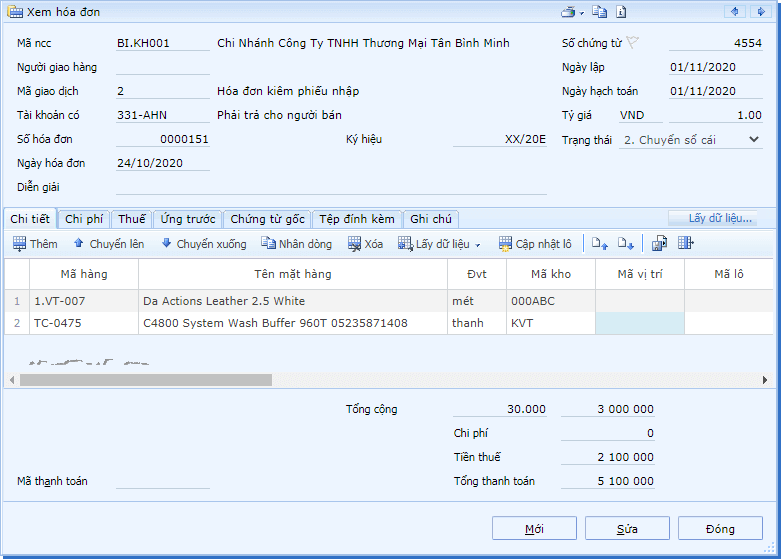 Xem hóa đơn
Mã ncc BI.KH001 Chi Nhánh Công Ty TNHH Thương Mại Tân Bình Minh Số chứng từ 4554
Người giao hàng Ngày lập 01/11/2020
Mã giao dịch 2 Hóa đơn kiêm phiếu nhập Ngày hạch toán 01/11/2020
Tài khoản có 331-AHN Phải trả cho người bán Tỷ giá VND 1.00
Số hóa đơn 0000151 Ký hiệu XX/20E Trạng thái 2. Chuyển sổ cái
Ngày hóa đơn 24/10/2020
Diễn giải
Chi tiết Chi phí Thuế Ứng trước Chứng từ gốc Tệp đính kèm Ghi chú Lấy dữ liệu...
Thêm Chuyển lên Chuyển xuống Nhân dòng Xóa Lấy dữ liệu Cập nhật lô
Mã hàng Tên mặt hàng Đvt Mã kho Mã vị trí Mã lô
1 1.VT-007 Da Actions Leather 2.5 White mét 000ABC
2 TC-0475 C4800 System Wash Buffer 960T 05235871408 thanh KVT
Tổng cộng 30.000 3 000 000
Chi phí 0
Tiền thuế 2 100 000
Mã thanh toán Tổng thanh toán 5 100 000
Mới Sửa Đóng